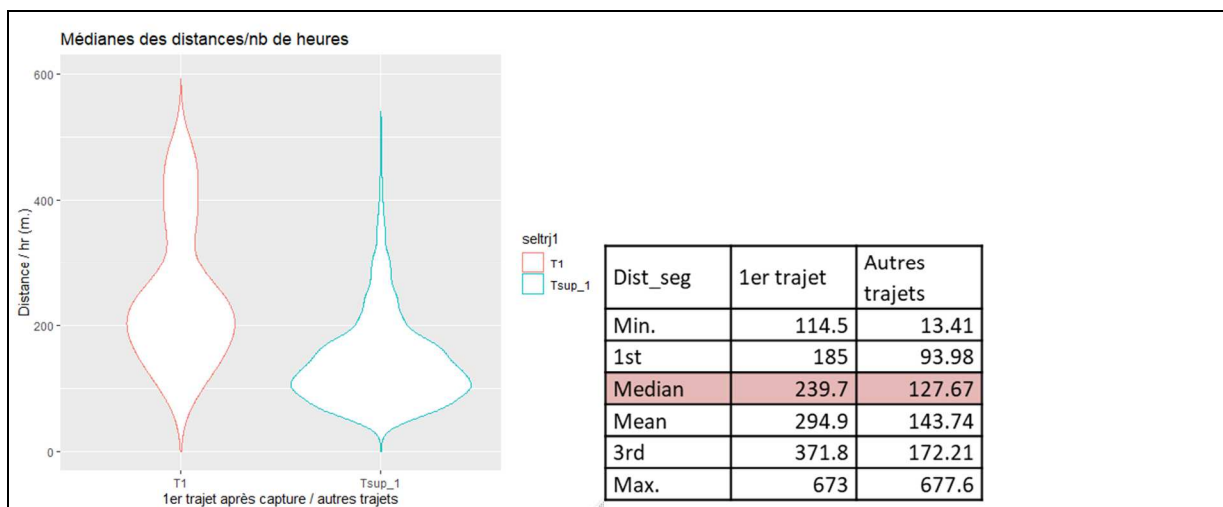 Médianes des distances/nb de heures
600
400
200
0
Distance / hr (m.)
T1
Tsup_1
1er trajet après capture / autres trajets
seltrj1
T1
Tsup_1
Dist_seg 1er trajet Autres
trajets
Min. 114.5 13.41
1st 185 93.98
Median 239.7 127.67
Mean 294.9 143.74
3rd 371.8 172.21
Max. 673 677.6